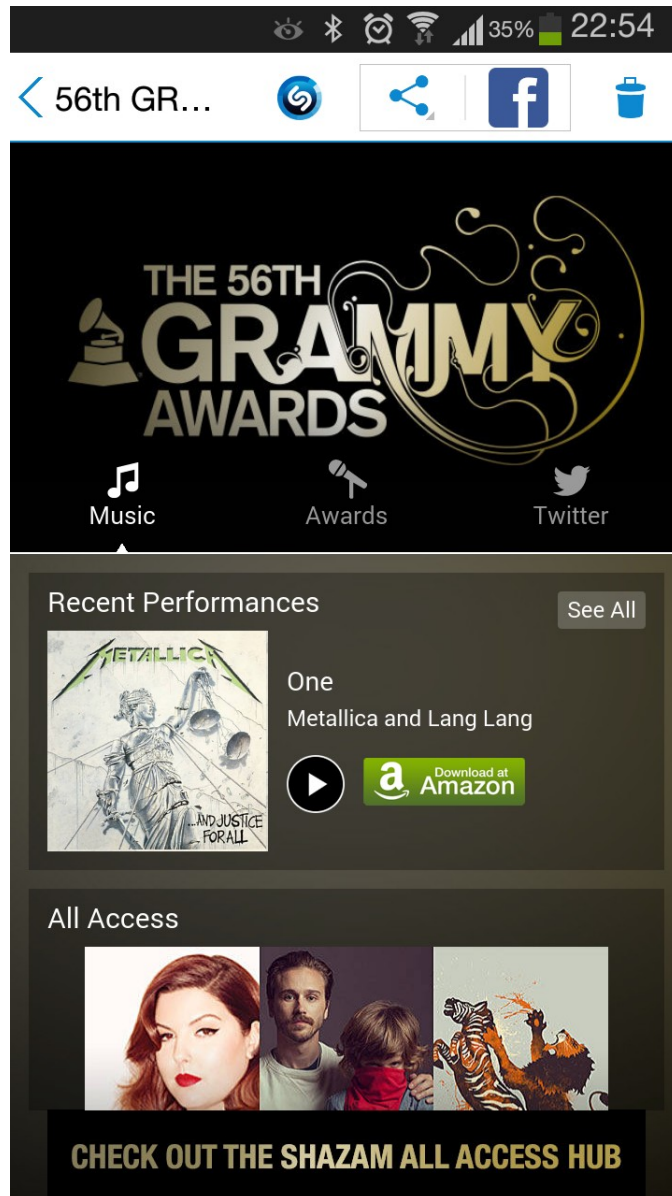 35% 22:54
56th GR...
THE 56TH
GRAMMY
AWARDS
Music Awards Twitter
Recent Performances
See All
METALLICA
...AND JUSTICE
FOR ALL
One
Metallica and Lang Lang
Download at
Amazon
All Access
CHECK OUT THE SHAZAM ALL ACCESS HUB